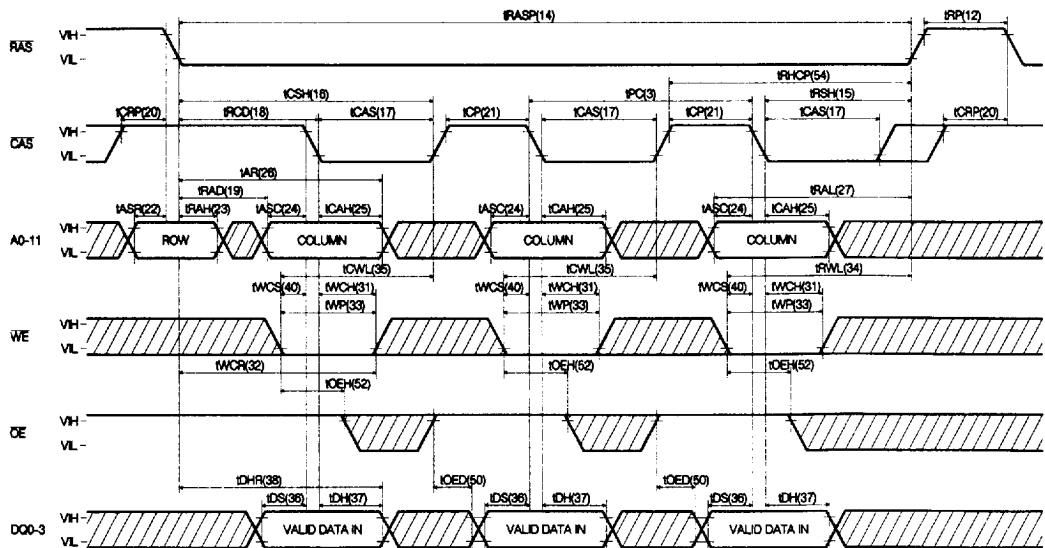 tRASP(14) tRP(12)
RAS VIH VIL
tRHCP(54)
tCSH(16) tPC(3) tRSH(15)
tCRP(20) tRCD(18) tCAS(17) tCP(21) tCAS(17) tCP(21) tCAS(17) tCRP(20)
CAS VIH VIL
tAR(26)
tRAD(19) tRAL(27)
tASR(22) tRAH(23) tASC(24) tCAH(25) tASC(24) tCAH(25) tASC(24) tCAH(25)
A0-11 VIH VIL ROW COLUMN COLUMN COLUMN
tCWL(35) tCWL(35) tRWL(34)
tWCS(40) tWCH(31) tWCS(40) tWCH(31) tWCS(40) tWCH(31)
tWP(33) tWP(33) tWP(33)
WE VIH VIL
tWCR(32)
tOEH(52) tOEH(52) tOEH(52)
OE VIH VIL
tDHR(38) tOED(50) tOED(50)
tDS(36) tDH(37) tDS(36) tDH(37) tDS(36) tDH(37)
DQ0-3 VIH VIL VALID DATA IN VALID DATA IN VALID DATA IN